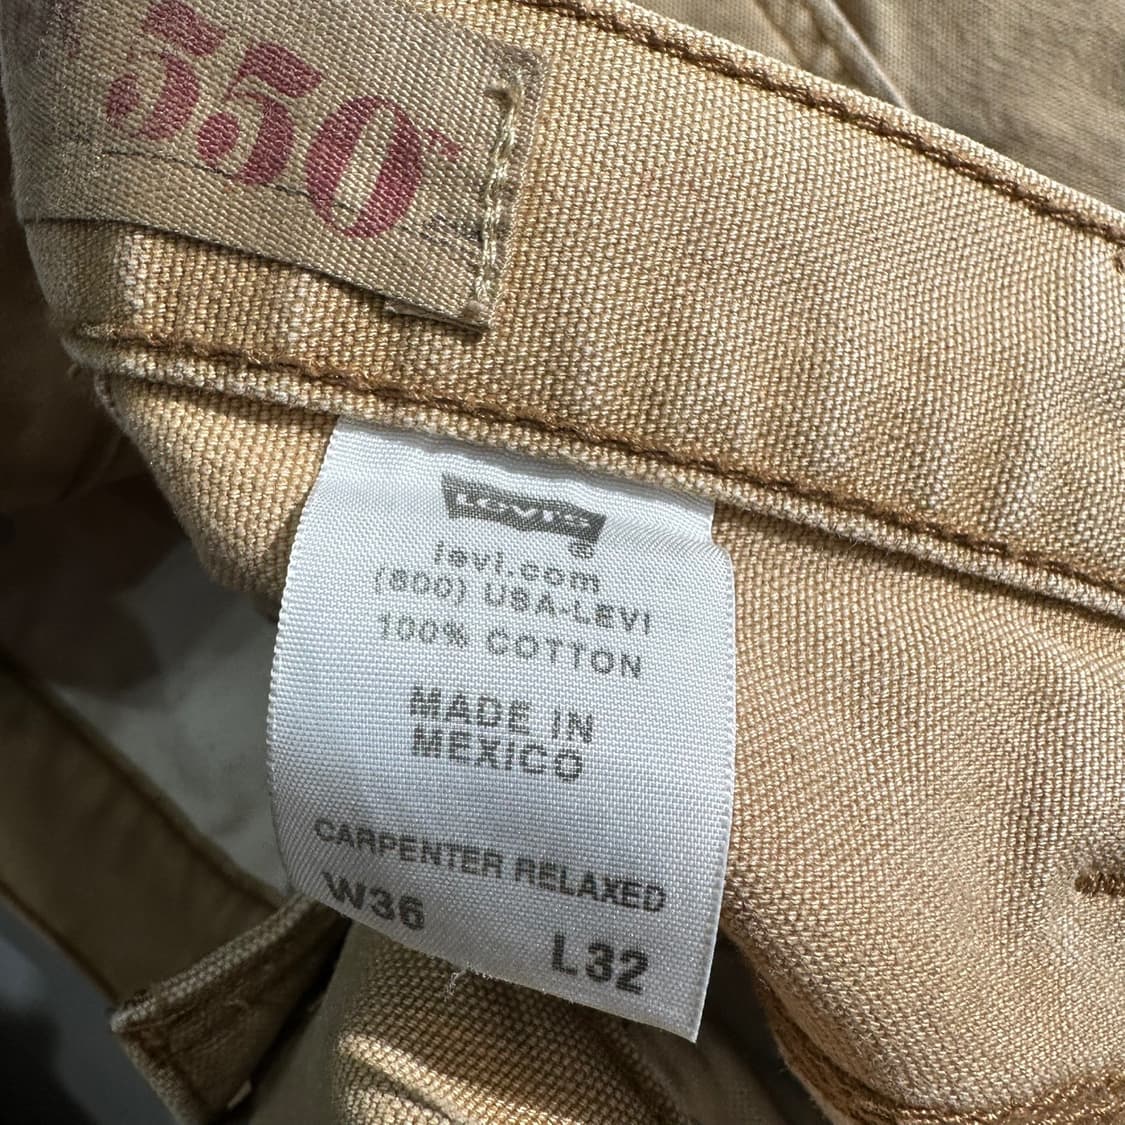 550
Levi's
®
levi.com
(800) USA-LEVI
100% COTTON
MADE IN
MEXICO
CARPENTER RELAXED
W36
L32